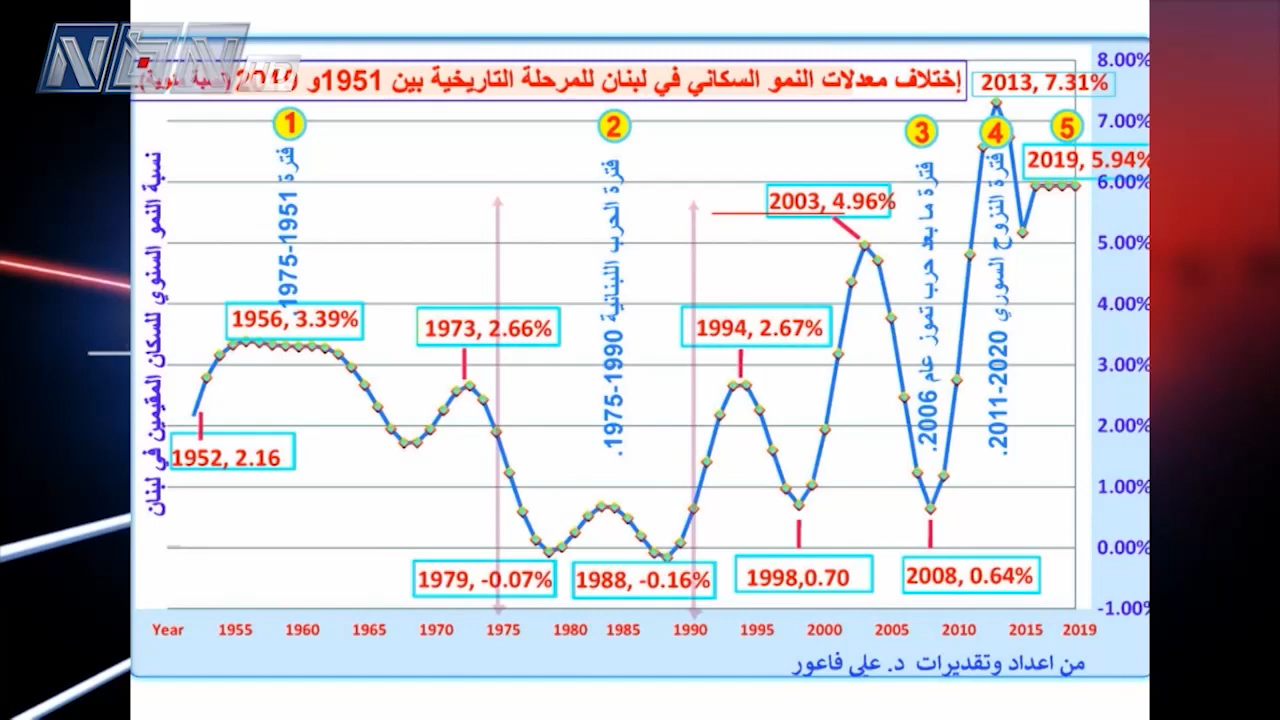 NBN HD
إختلاف معدلات النمو السكاني في لبنان للمرحلة التاريخية بين 1951و 2019
2013, 7.31%
8.00%
7.00%
6.00%
5.00%
4.00%
3.00%
2.00%
1.00%
0.00%
-1.00%
1
2
3
4
5
نسبة النمو السنوي للسكان المقيمين في لبنان
فترة 1951-1975
فترة الحرب اللبنانية 1990-1975.
فترة ما بعد حرب تموز عام 2006.
فترة النزوح السوري 2020-2011.
2019, 5.94%
2003, 4.96%
1956, 3.39%
1973, 2.66%
1994, 2.67%
1952, 2.16
1979, -0.07%
1988, -0.16%
1998,0.70
2008, 0.64%
Year 1955 1960 1965 1970 1975 1980 1985 1990 1995 2000 2005 2010 2015 2019
من اعداد وتقديرات د. علي فاعور